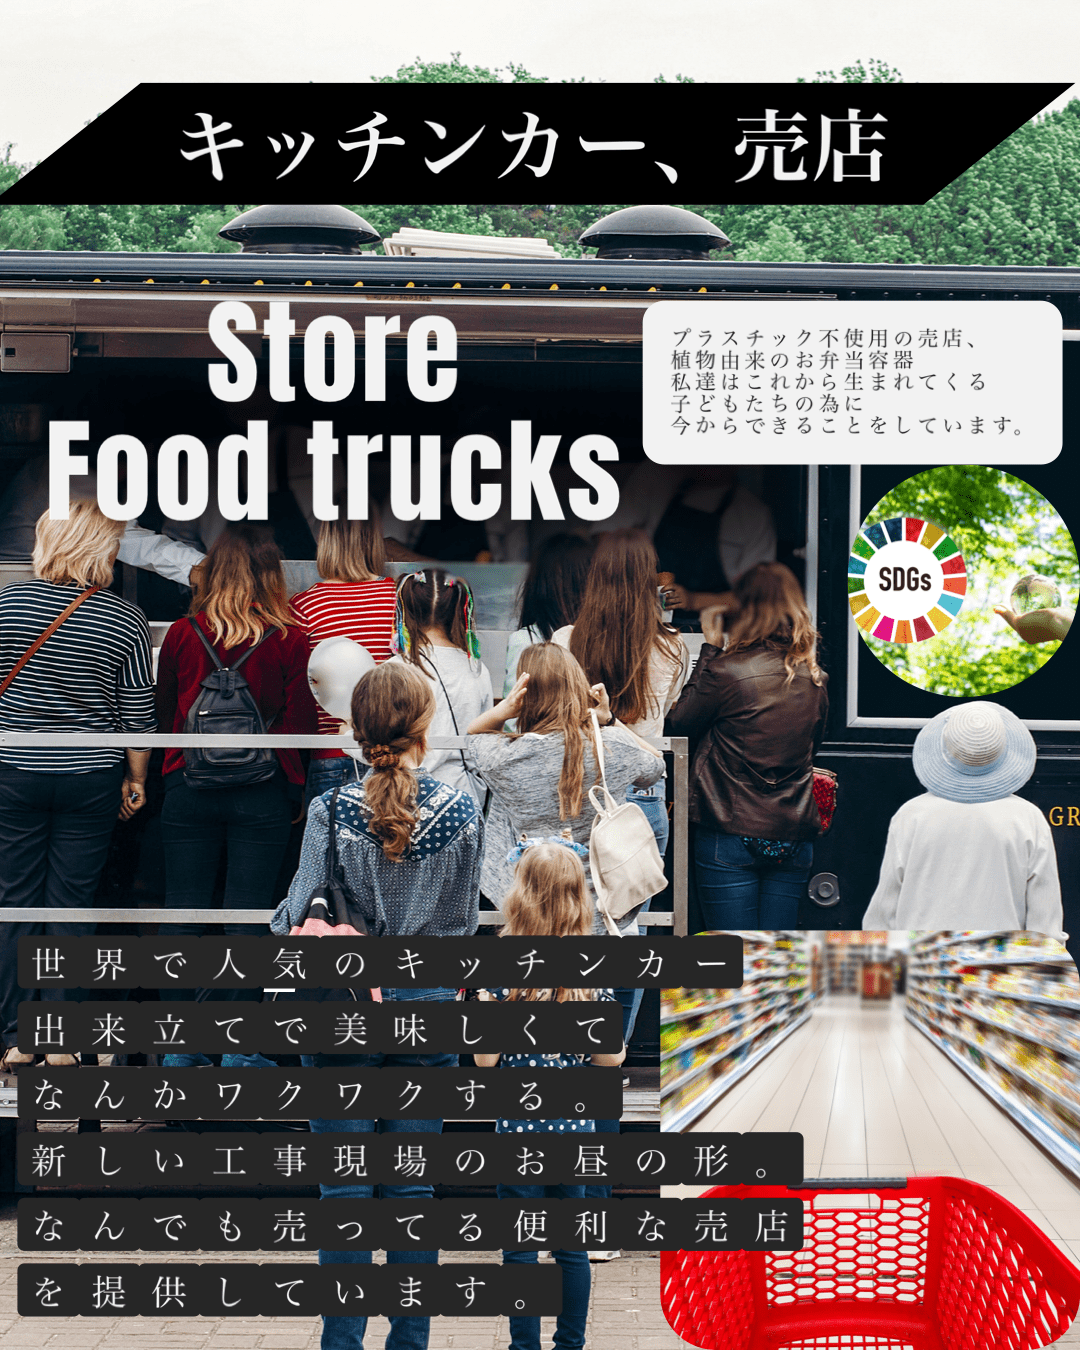 キッチンカー、売店
Store
Food trucks
プラスチック不使用の売店、
植物由来のお弁当容器
私達はこれから生まれてくる
子どもたちの為に
今からできることをしています。
SDGs
GR
世界で人気のキッチンカー
出来立てで美味しくて
なんかワクワクする。
新しい工事現場のお昼の形。
なんでも売ってる便利な売店
を提供しています。